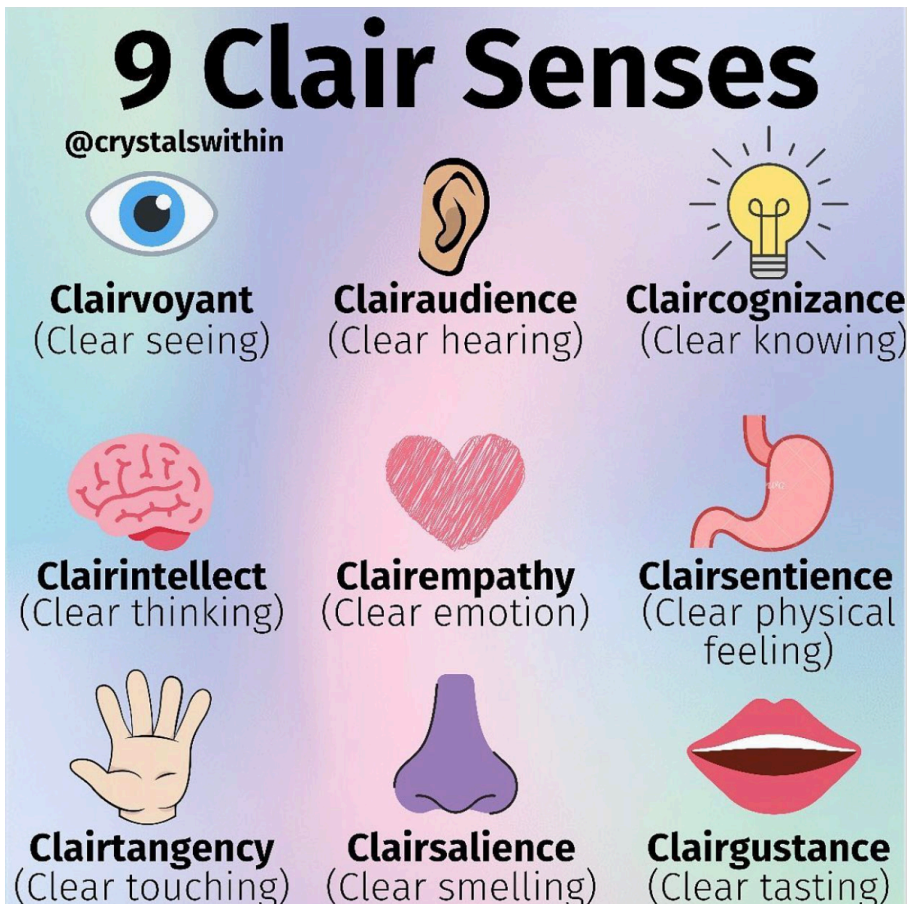 9 Clair Senses
@crystalswithin
Clairvoyant
(Clear seeing)
Clairaudience
(Clear hearing)
Claircognizance
(Clear knowing)
Clairintellect
(Clear thinking)
Clairempathy
(Clear emotion)
Clairsentience
(Clear physical
feeling)
Clairtangency
(Clear touching)
Clairsalience
(Clear smelling)
Clairgustance
(Clear tasting)